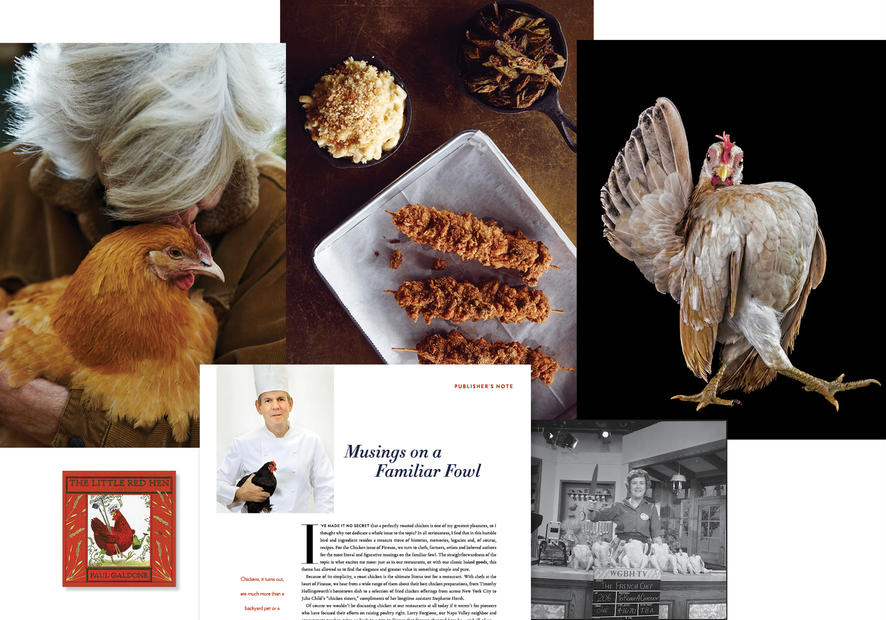 PUBLISHER'S NOTE
Musings on a
Familiar Fowl
I'VE MADE IT NO SECRET that a perfectly roasted chicken is one of my greatest pleasures, so I
thought why not dedicate a whole issue to the topic? In all seriousness, I feel that in this humble
bird and ingredient resides a treasure trove of histories, memories, legacies and, of course,
recipes. For the Chicken issue of Finesse, we turn to chefs, farmers, artists and beloved authors
for the most literal and figurative musings on the familiar fowl. The straightforwardness of the
topic is what excites me most: just as in our restaurants, or with our classic baked goods, this
theme has allowed us to find the elegance and greater value in something simple and pure.
Because of its simplicity, a roast chicken is the ultimate litmus test for a restaurant. With chefs at the
heart of Finesse, we hear from a wide range of them about their best chicken preparations, from Timothy
Hollingsworth's hometown dish to a selection of fried chicken offerings from across New York City to
Julia Child's "chicken sisters," compliments of her longtime assistant Stephanie Hersh.
Of course we wouldn't be discussing chicken at our restaurants at all today if it weren't for pioneers
who have focused their efforts on raising poultry right. Larry Forgione, our Napa Valley neighbor and
Chickens, it turns out,
are much more than a
backyard pet or a
THE LITTLE RED HEN
PAUL GALDONE
WGBH-TV
THE FRENCH CHEF
206